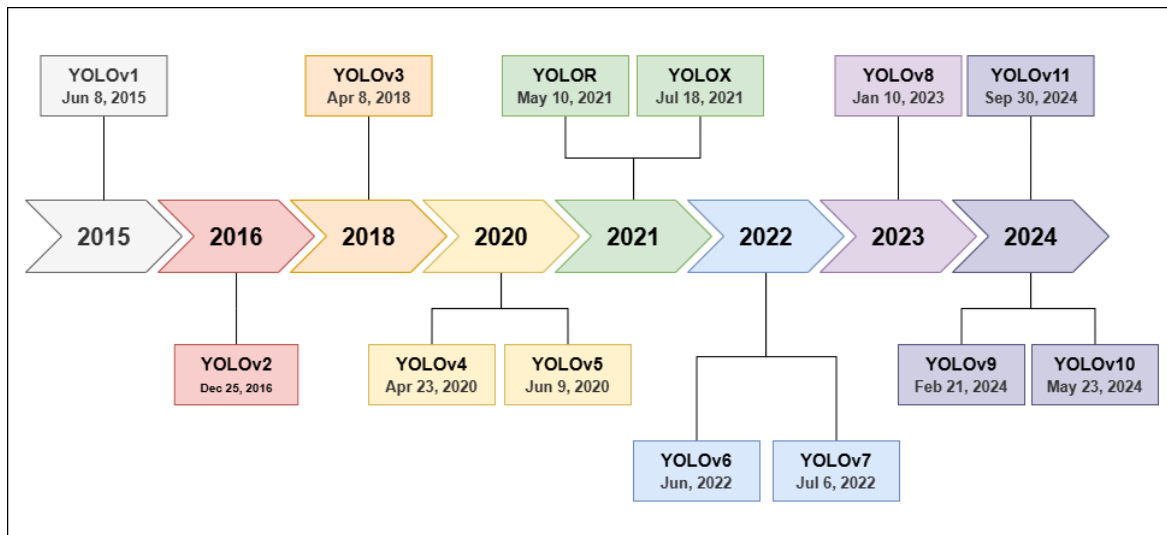 YOLOv1
Jun 8, 2015
YOLOv3
Apr 8, 2018
YOLOR
May 10, 2021
YOLOX
Jul 18, 2021
YOLOv8
Jan 10, 2023
YOLOv11
Sep 30, 2024
2015
2016
2018
2020
2021
2022
2023
2024
YOLOv2
Dec 25, 2016
YOLOv4
Apr 23, 2020
YOLOv5
Jun 9, 2020
YOLOv9
Feb 21, 2024
YOLOv10
May 23, 2024
YOLOv6
Jun, 2022
YOLOv7
Jul 6, 2022